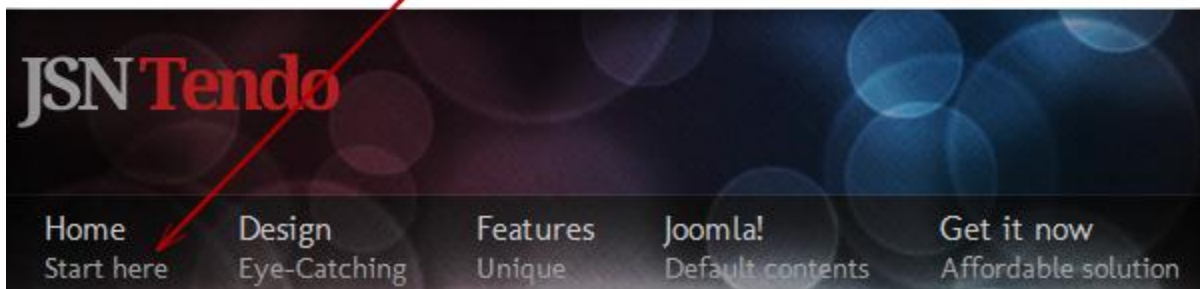 JSN Tendo
Home Design Features Joomla! Get it now
Start here Eye-Catching Unique Default contents Affordable solution